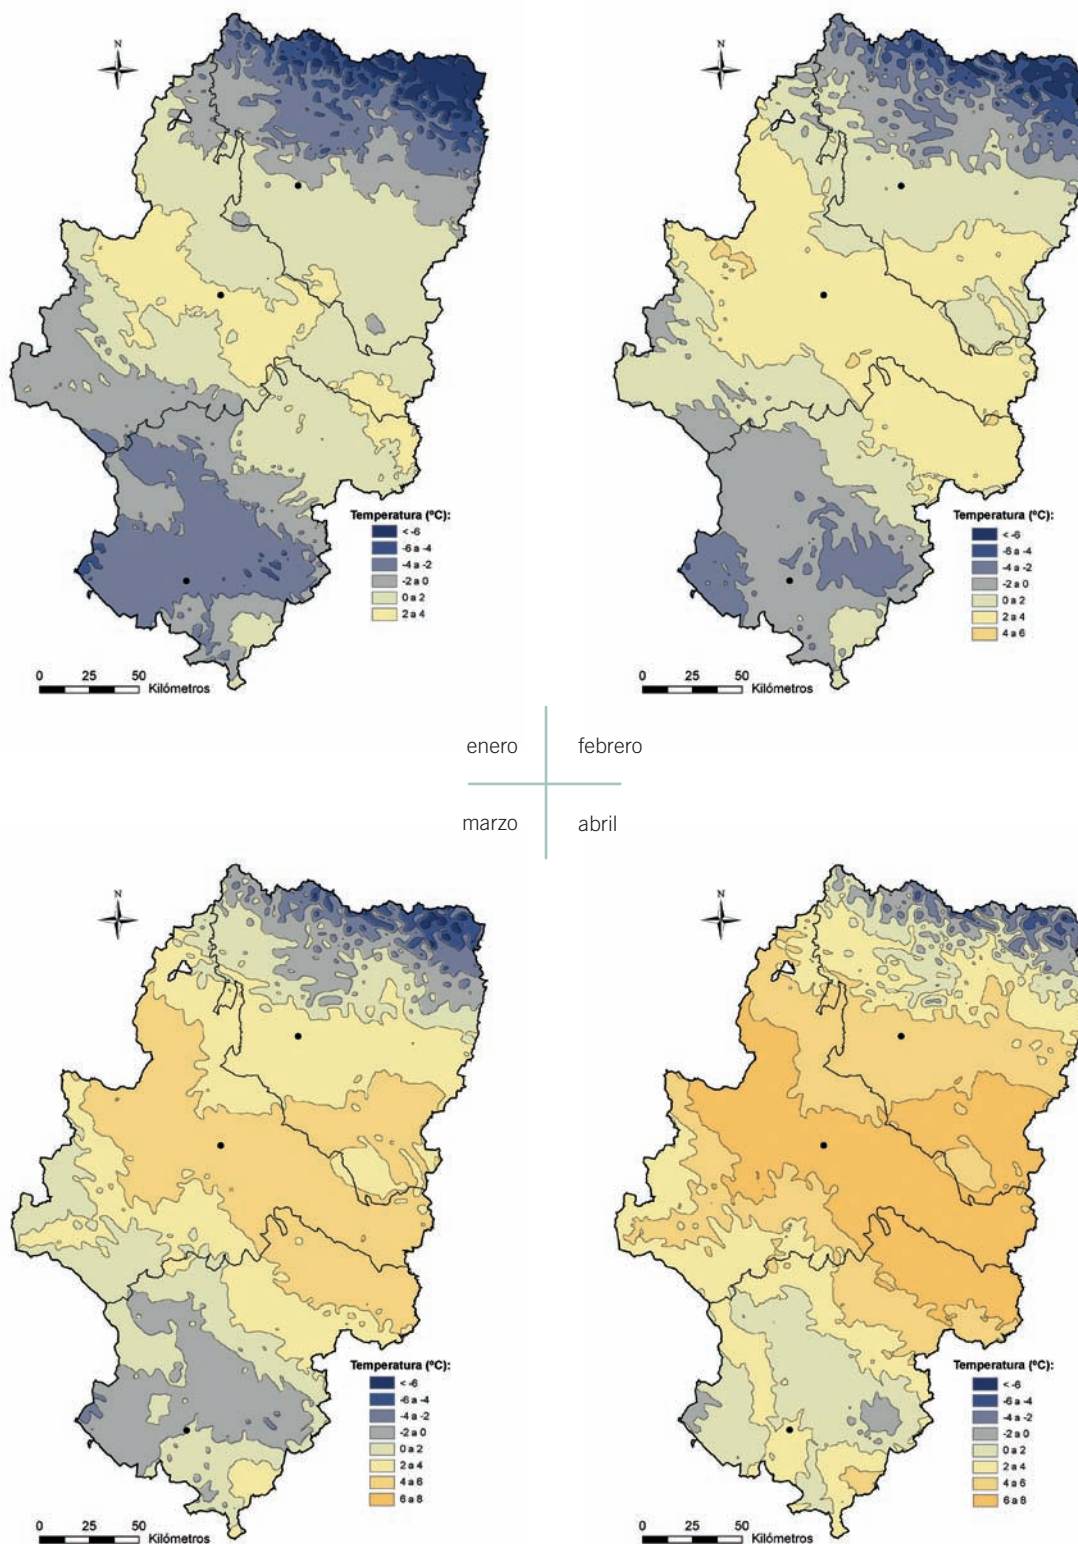 N
Temperatura (ºC):
< -6
-6 a -4
-4 a -2
-2 a 0
0 a 2
2 a 4
0 25 50
Kilómetros
N
Temperatura (ºC):
< -6
-6 a -4
-4 a -2
-2 a 0
0 a 2
2 a 4
4 a 6
0 25 50
Kilómetros
enero febrero
marzo abril
N
Temperatura (ºC):
< -6
-6 a -4
-4 a -2
-2 a 0
0 a 2
2 a 4
4 a 6
6 a 8
0 25 50
Kilómetros
N
Temperatura (ºC):
< -6
-6 a -4
-4 a -2
-2 a 0
0 a 2
2 a 4
4 a 6
6 a 8
0 25 50
Kilómetros